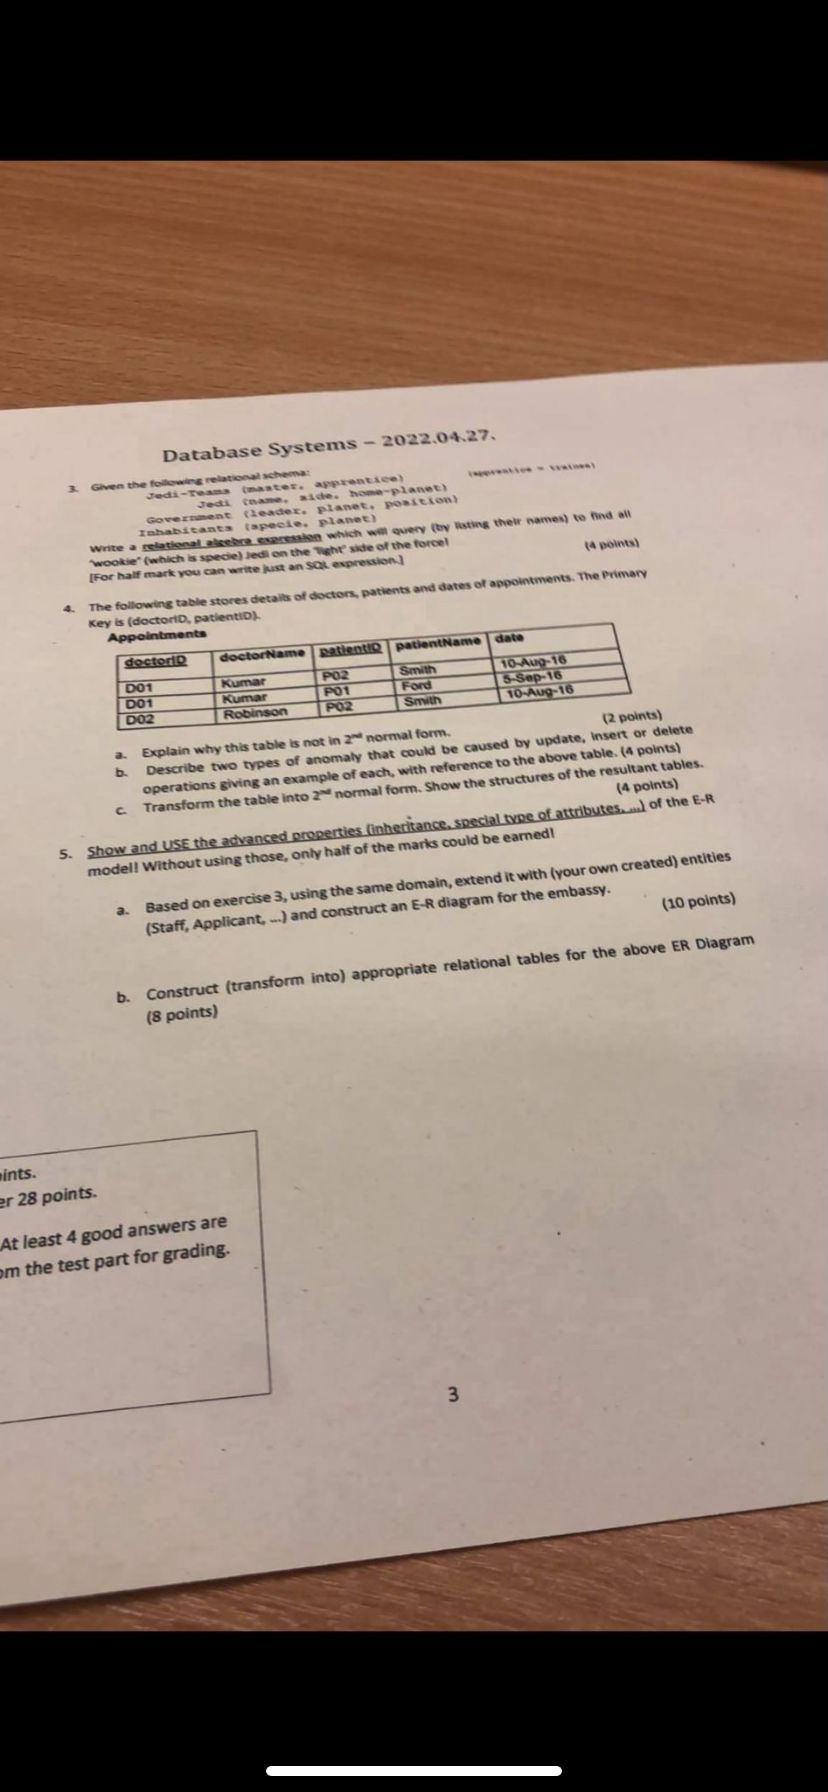 Database Systems – 2022.04.27.
3. Given the following relational schema:
Jedi-Teams (master, apprentice) (apprentice = trainee)
Jedi (name, side, home-planet)
Government (leader, planet, position)
Inhabitants (specie, planet)
Write a relational algebra expression which will query (by listing their names) to find all
'wookie' (which is specie) Jedi on the 'light' side of the force!
[For half mark you can write just an SQL expression.] (4 points)
4. The following table stores details of doctors, patients and dates of appointments. The Primary
Key is (doctorID, patientID).
Appointments
doctorID doctorName patientID patientName date
D01 Kumar P02 Smith 10-Aug-16
D01 Kumar P01 Ford 5-Sep-16
D02 Robinson P02 Smith 10-Aug-16
a. Explain why this table is not in 2nd normal form. (2 points)
b. Describe two types of anomaly that could be caused by update, insert or delete
operations giving an example of each, with reference to the above table. (4 points)
c. Transform the table into 2nd normal form. Show the structures of the resultant tables.
(4 points)
5. Show and USE the advanced properties (inheritance, special type of attributes, ...) of the E-R
model! Without using those, only half of the marks could be earned!
a. Based on exercise 3, using the same domain, extend it with (your own created) entities
(Staff, Applicant, ...) and construct an E-R diagram for the embassy. (10 points)
b. Construct (transform into) appropriate relational tables for the above ER Diagram
(8 points)
ints.
er 28 points.
At least 4 good answers are
om the test part for grading.
3